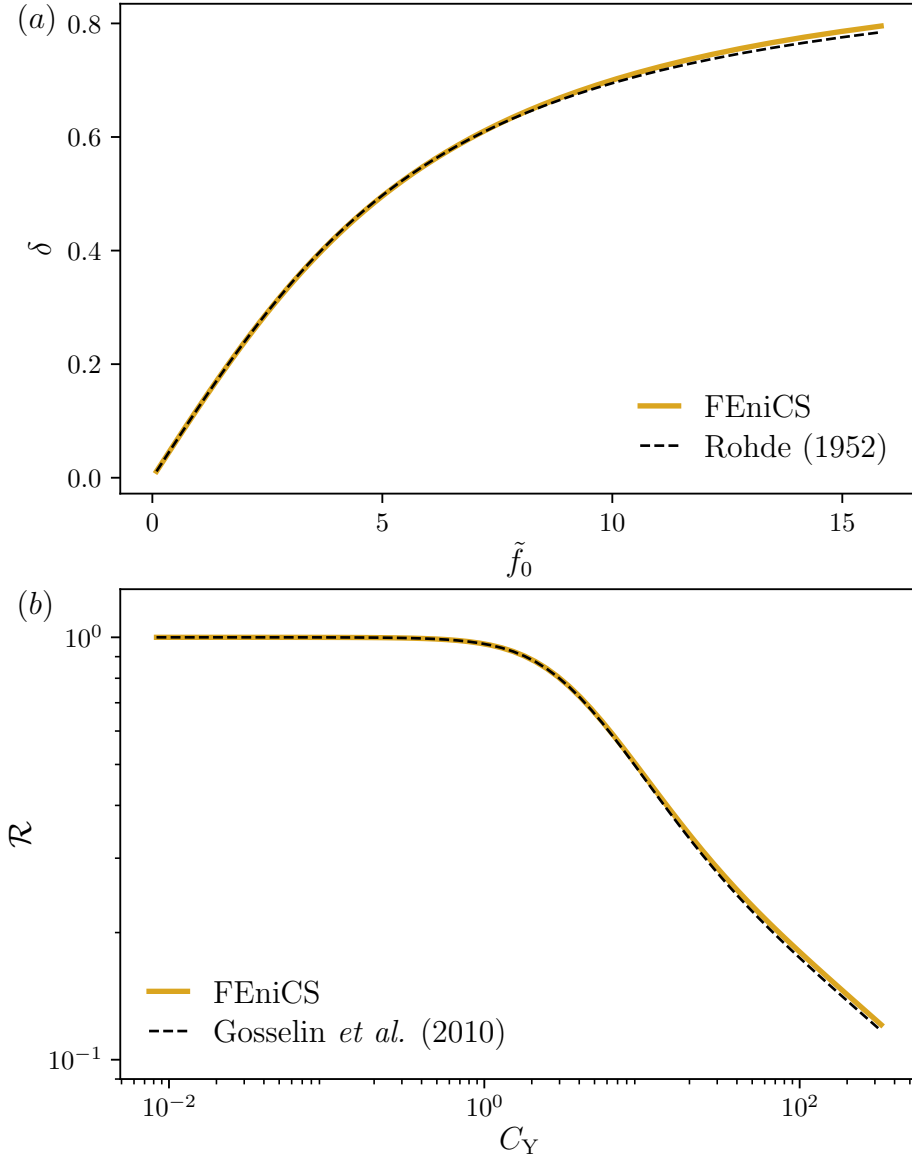 (a)
0.8
0.6
0.4
0.2
0.0
δ
FEniCS
Rohde (1952)
0 5 10 15
f̃₀
(b)
10⁰
10⁻¹
ℛ
FEniCS
Gosselin et al. (2010)
10⁻² 10⁰ 10²
C_Y